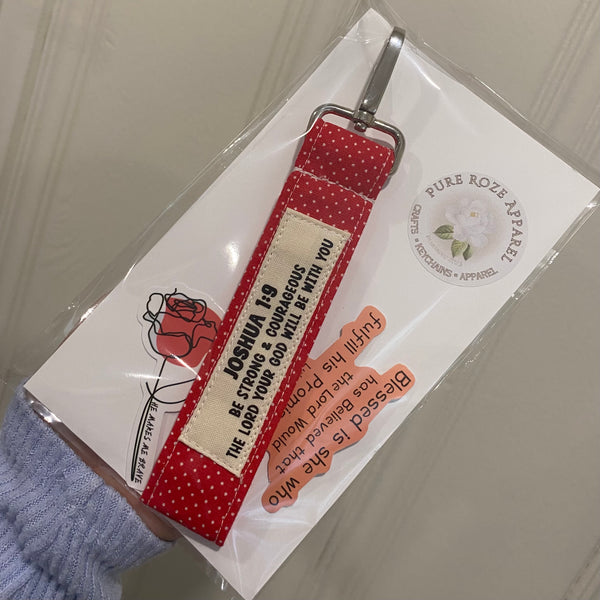 PURE ROZE APPAREL
CRAFTS • KEYCHAINS • APPAREL
JOSHUA 1:9
BE STRONG & COURAGEOUS
THE LORD YOUR GOD WILL BE WITH YOU
HE MAKES ME BRAVE
Blessed is she who
has Believed that
the Lord Would
fulfill his Promi